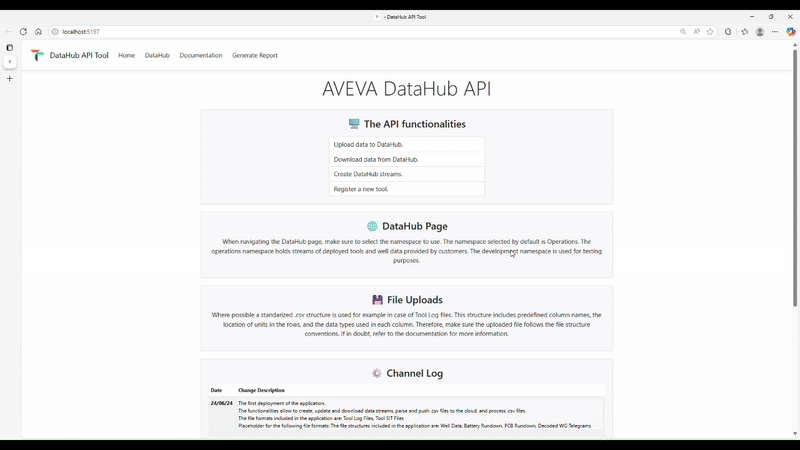 - DataHub API Tool
localhost:5197
DataHub API Tool Home DataHub Documentation Generate Report
AVEVA DataHub API
The API functionalities
Upload data to DataHub.
Download data from DataHub.
Create DataHub streams.
Register a new tool.
DataHub Page
When navigating the DataHub page, make sure to select the namespace to use. The namespace selected by default is Operations. The
operations namespace holds streams of deployed tools and well data provided by customers. The development namespace is used for testing
purposes.
File Uploads
Where possible a standarized .csv structure is used for example in case of Tool Log files. This structure includes predefined column names, the
location of units in the rows, and the data types used in each column. Therefore, make sure the uploaded file follows the file structure
conventions. If in doubt, refer to the documentation for more information.
Channel Log
Date Change Description
24/06/24 The first deployment of the application.
The functionalities allow to create, update and download data streams, parse and push .csv files to the cloud, and process .csv files.
The file formats included in the application are: Tool Log Files, Tool SIT Files
Placeholder for the following file formats: The file structures included in the application are: Well Data, Battery Rundown, PCB Rundown, Decoded WG Telegrams